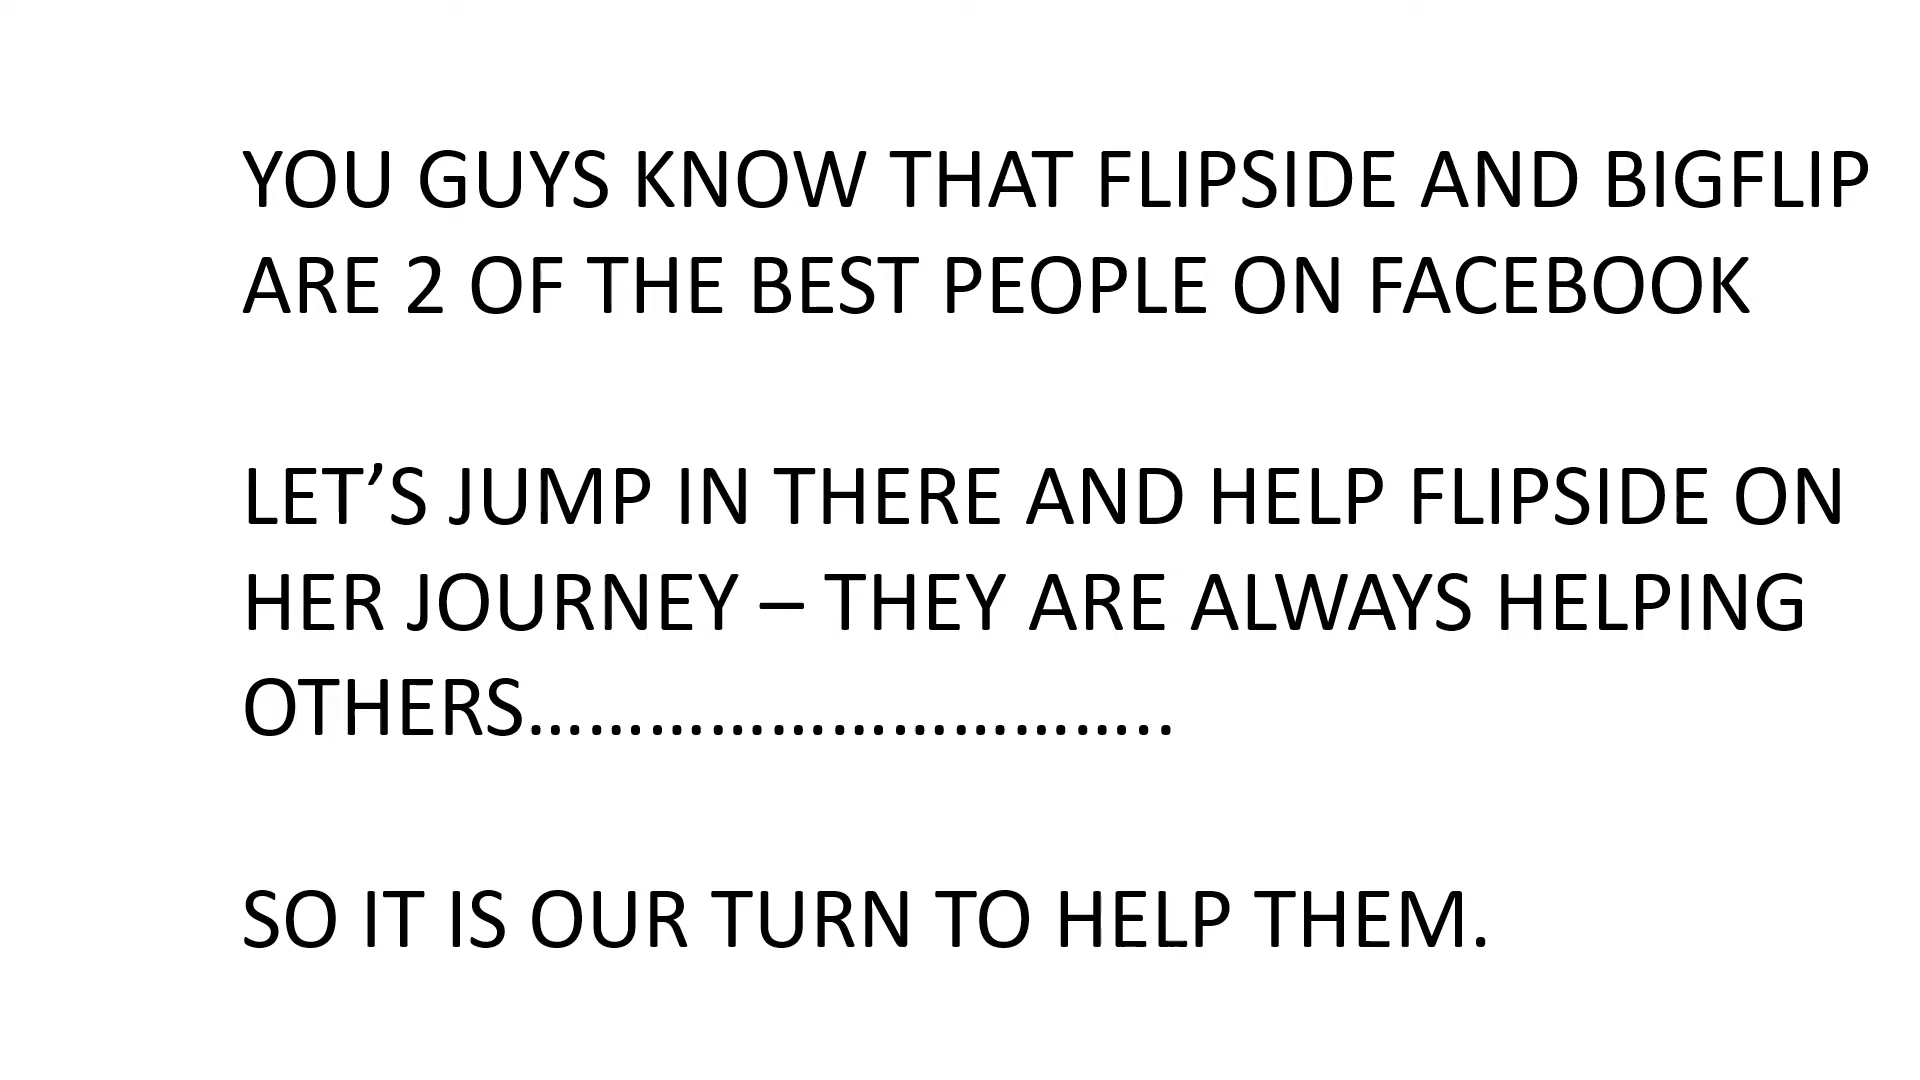 YOU GUYS KNOW THAT FLIPSIDE AND BIGFLIP
ARE 2 OF THE BEST PEOPLE ON FACEBOOK
LET’S JUMP IN THERE AND HELP FLIPSIDE ON
HER JOURNEY – THEY ARE ALWAYS HELPING
OTHERS…………………………..
SO IT IS OUR TURN TO HELP THEM.